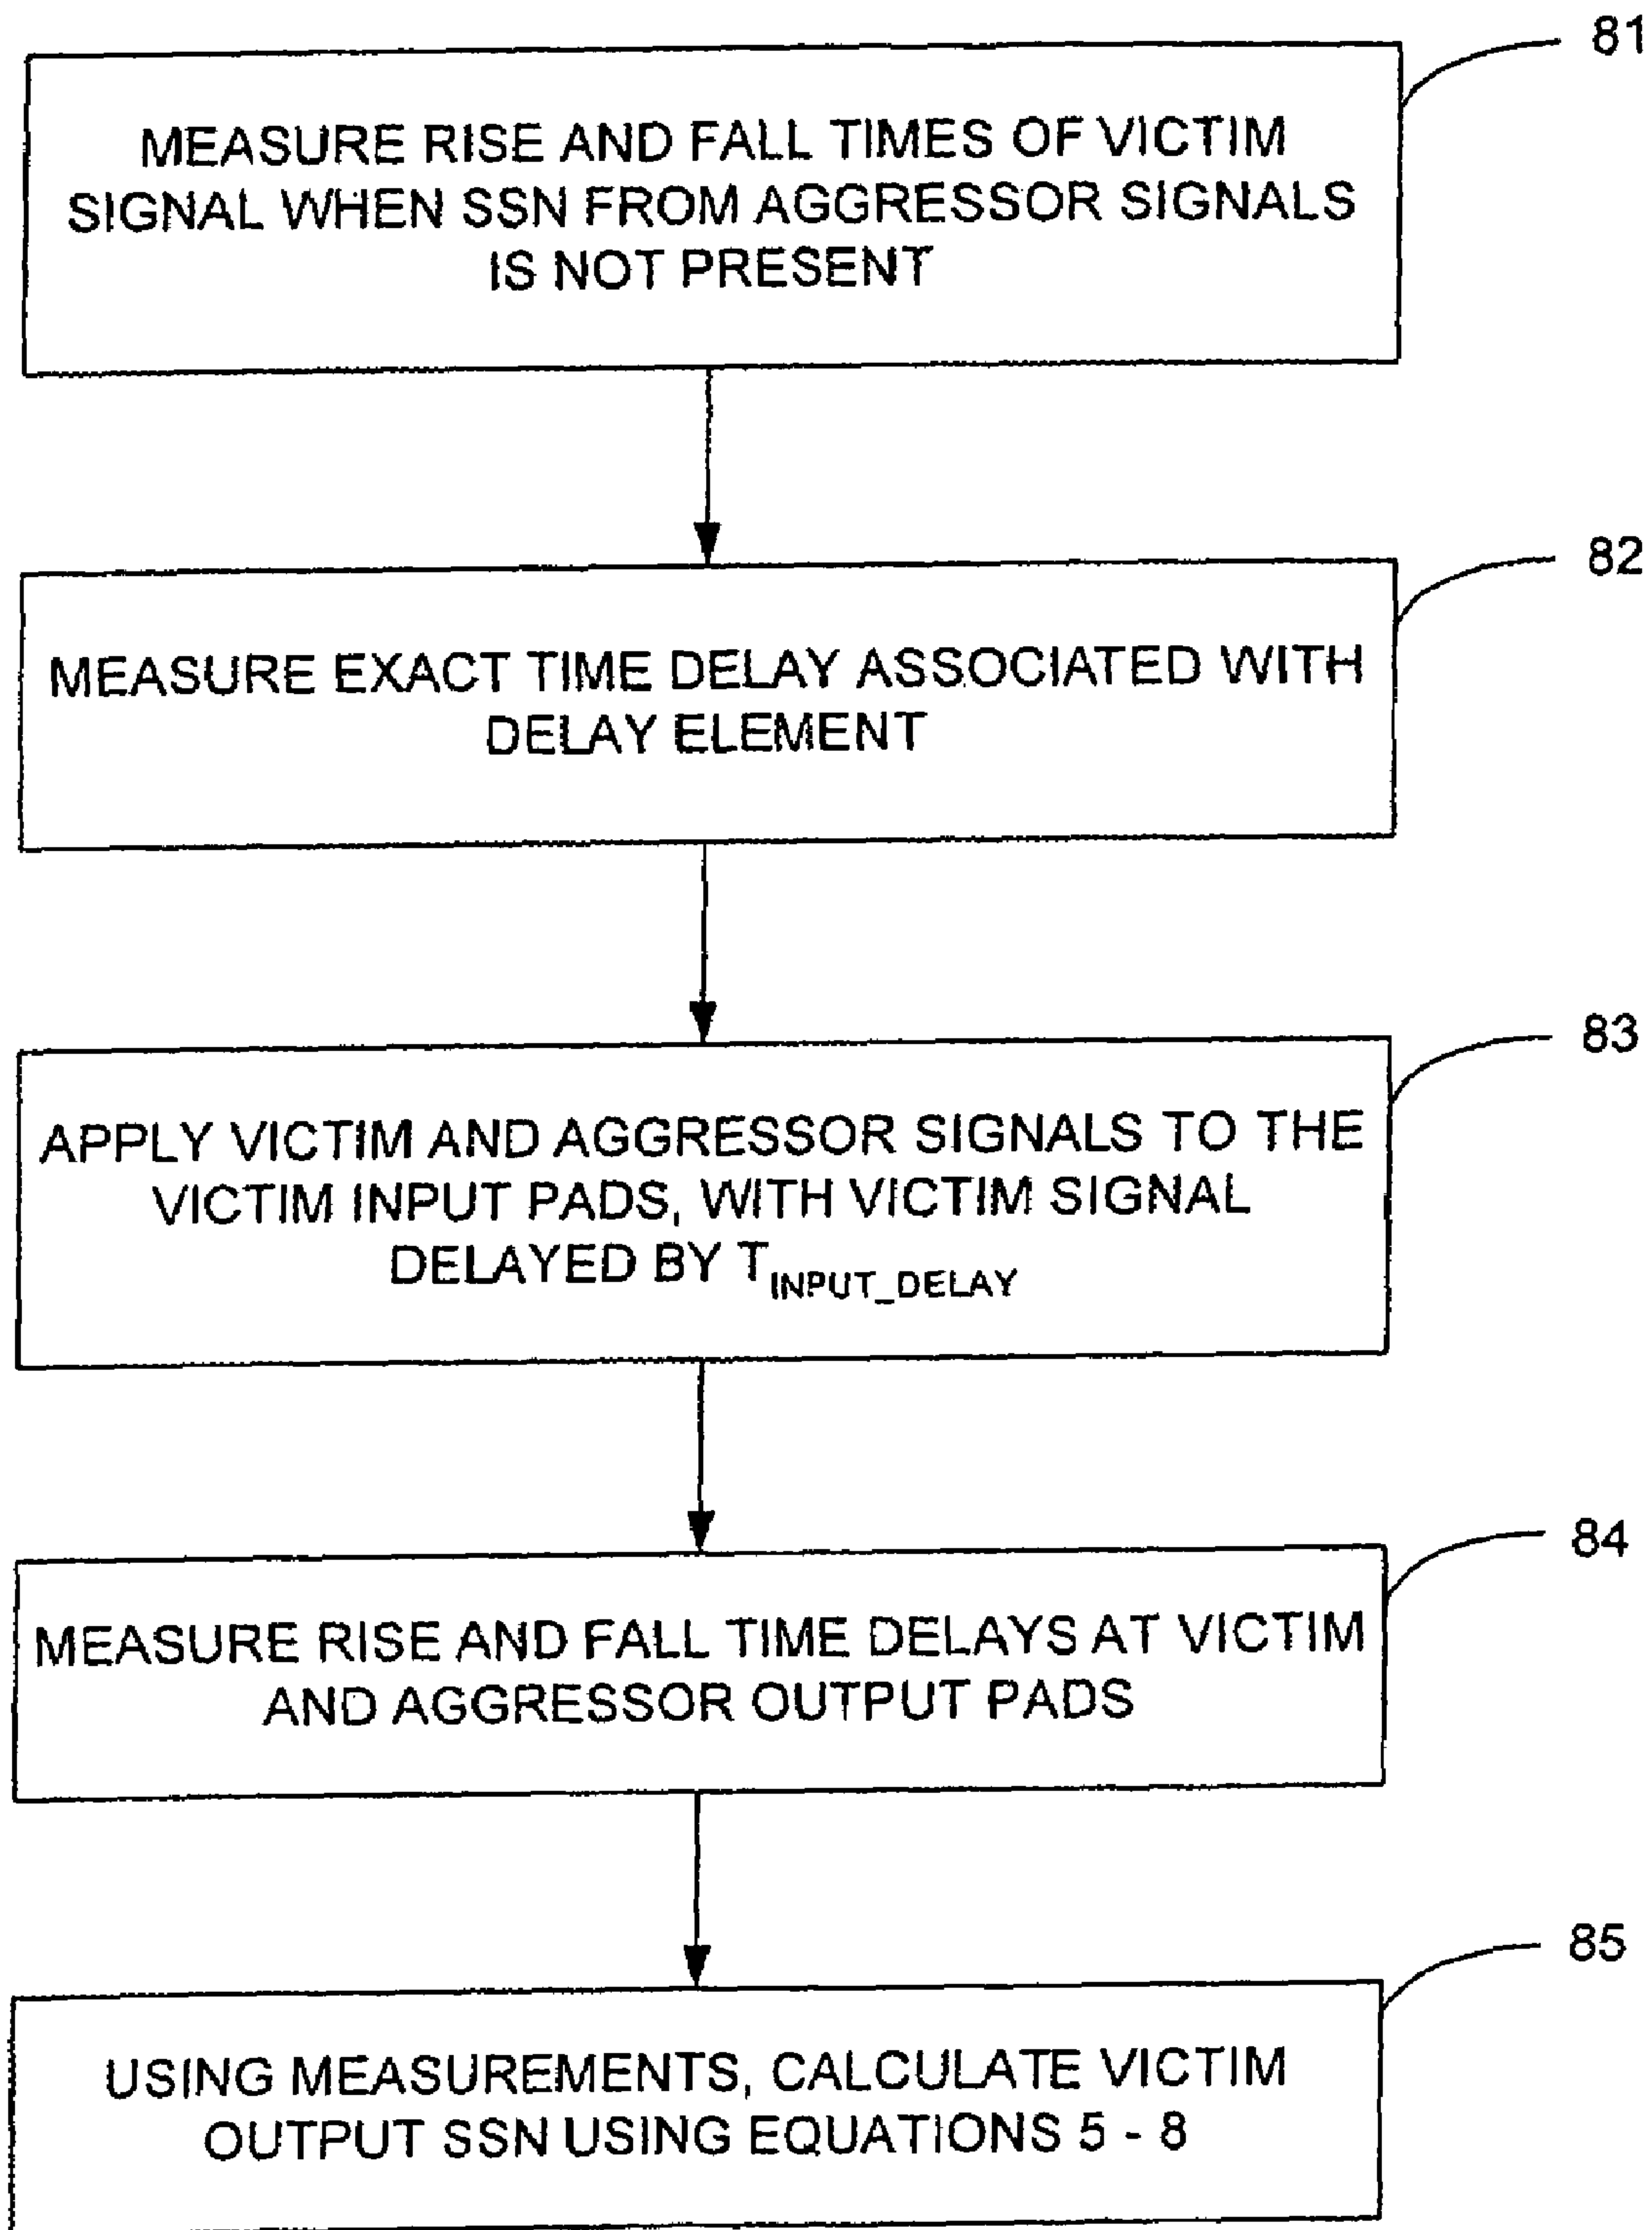 81
MEASURE RISE AND FALL TIMES OF VICTIM
SIGNAL WHEN SSN FROM AGGRESSOR SIGNALS
IS NOT PRESENT
82
MEASURE EXACT TIME DELAY ASSOCIATED WITH
DELAY ELEMENT
83
APPLY VICTIM AND AGGRESSOR SIGNALS TO THE
VICTIM INPUT PADS, WITH VICTIM SIGNAL
DELAYED BY T_INPUT_DELAY
84
MEASURE RISE AND FALL TIME DELAYS AT VICTIM
AND AGGRESSOR OUTPUT PADS
85
USING MEASUREMENTS, CALCULATE VICTIM
OUTPUT SSN USING EQUATIONS 5 - 8